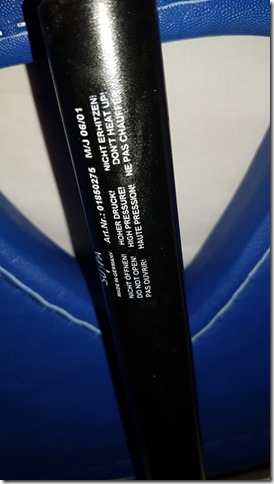 Art.Nr.: 01850275 M/J 06/01
MADE IN GERMANY
NICHT ÖFFNEN! HOHER DRUCK! NICHT ERHITZEN!
DO NOT OPEN! HIGH PRESSURE! DON'T HEAT UP!
PAS OUVRIR! HAUTE PRESSION! NE PAS CHAUFFER